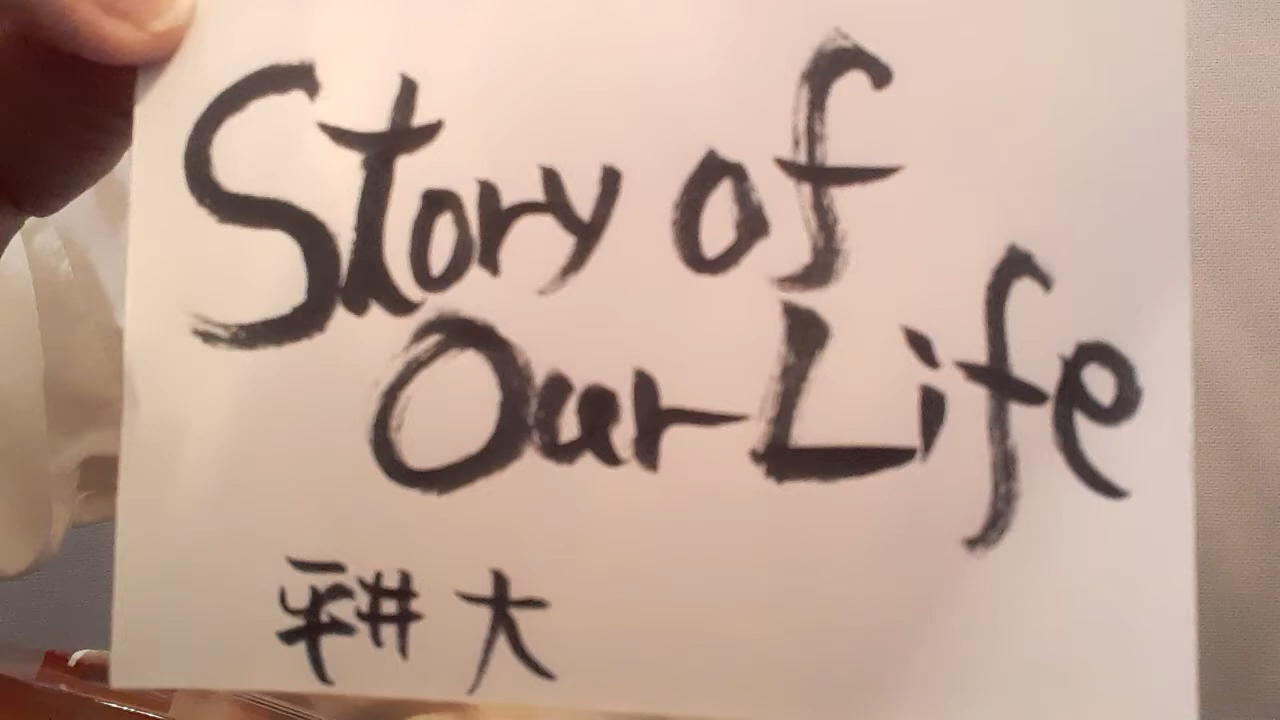 Story of
Our Life
平井 大